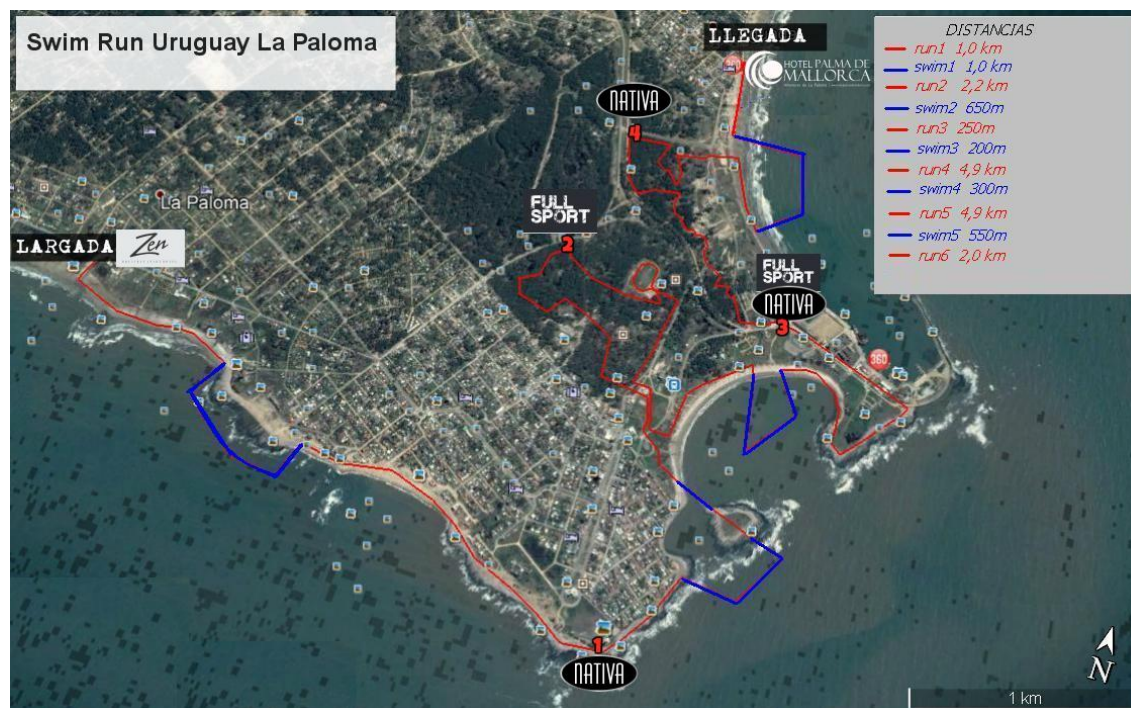 Swim Run Uruguay La Paloma
LLEGADA
HOTEL PALMA DE
MALLORCA
DISTANCIAS
run1 1,0 km
swim1 1,0 km
run2 2,2 km
swim2 650m
run3 250m
swim3 200m
run4 4,9 km
swim4 300m
run5 4,9 km
swim5 550m
run6 2,0 km
NATIVA
4
La Paloma
FULL
SPORT
2
LARGADA
Zen
FULL
SPORT
NATIVA
3
360
1
NATIVA
N
1 km